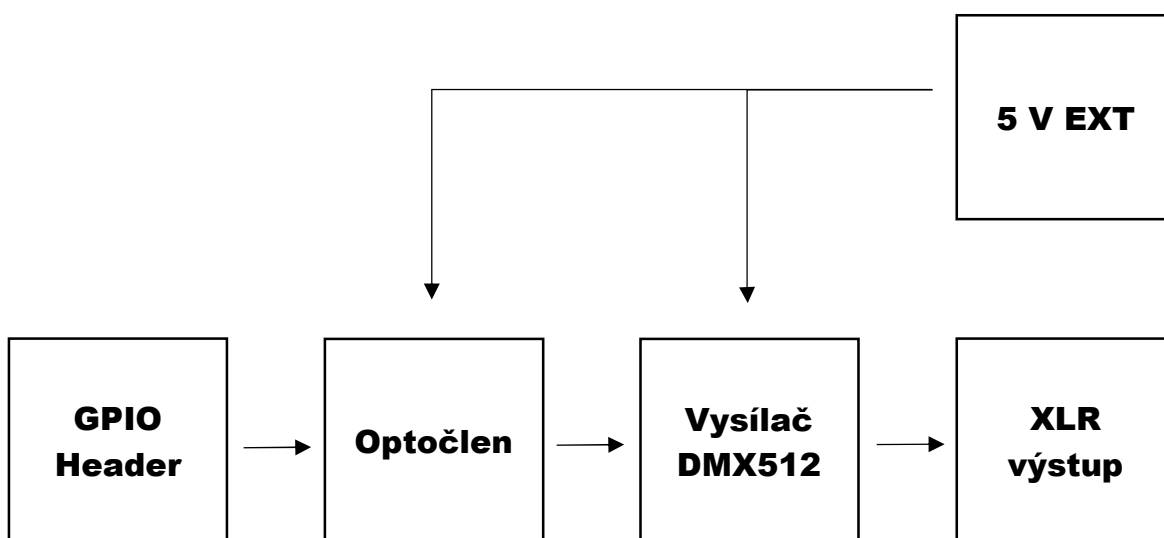 5 V EXT
GPIO
Header
Optočlen
Vysílač
DMX512
XLR
výstup